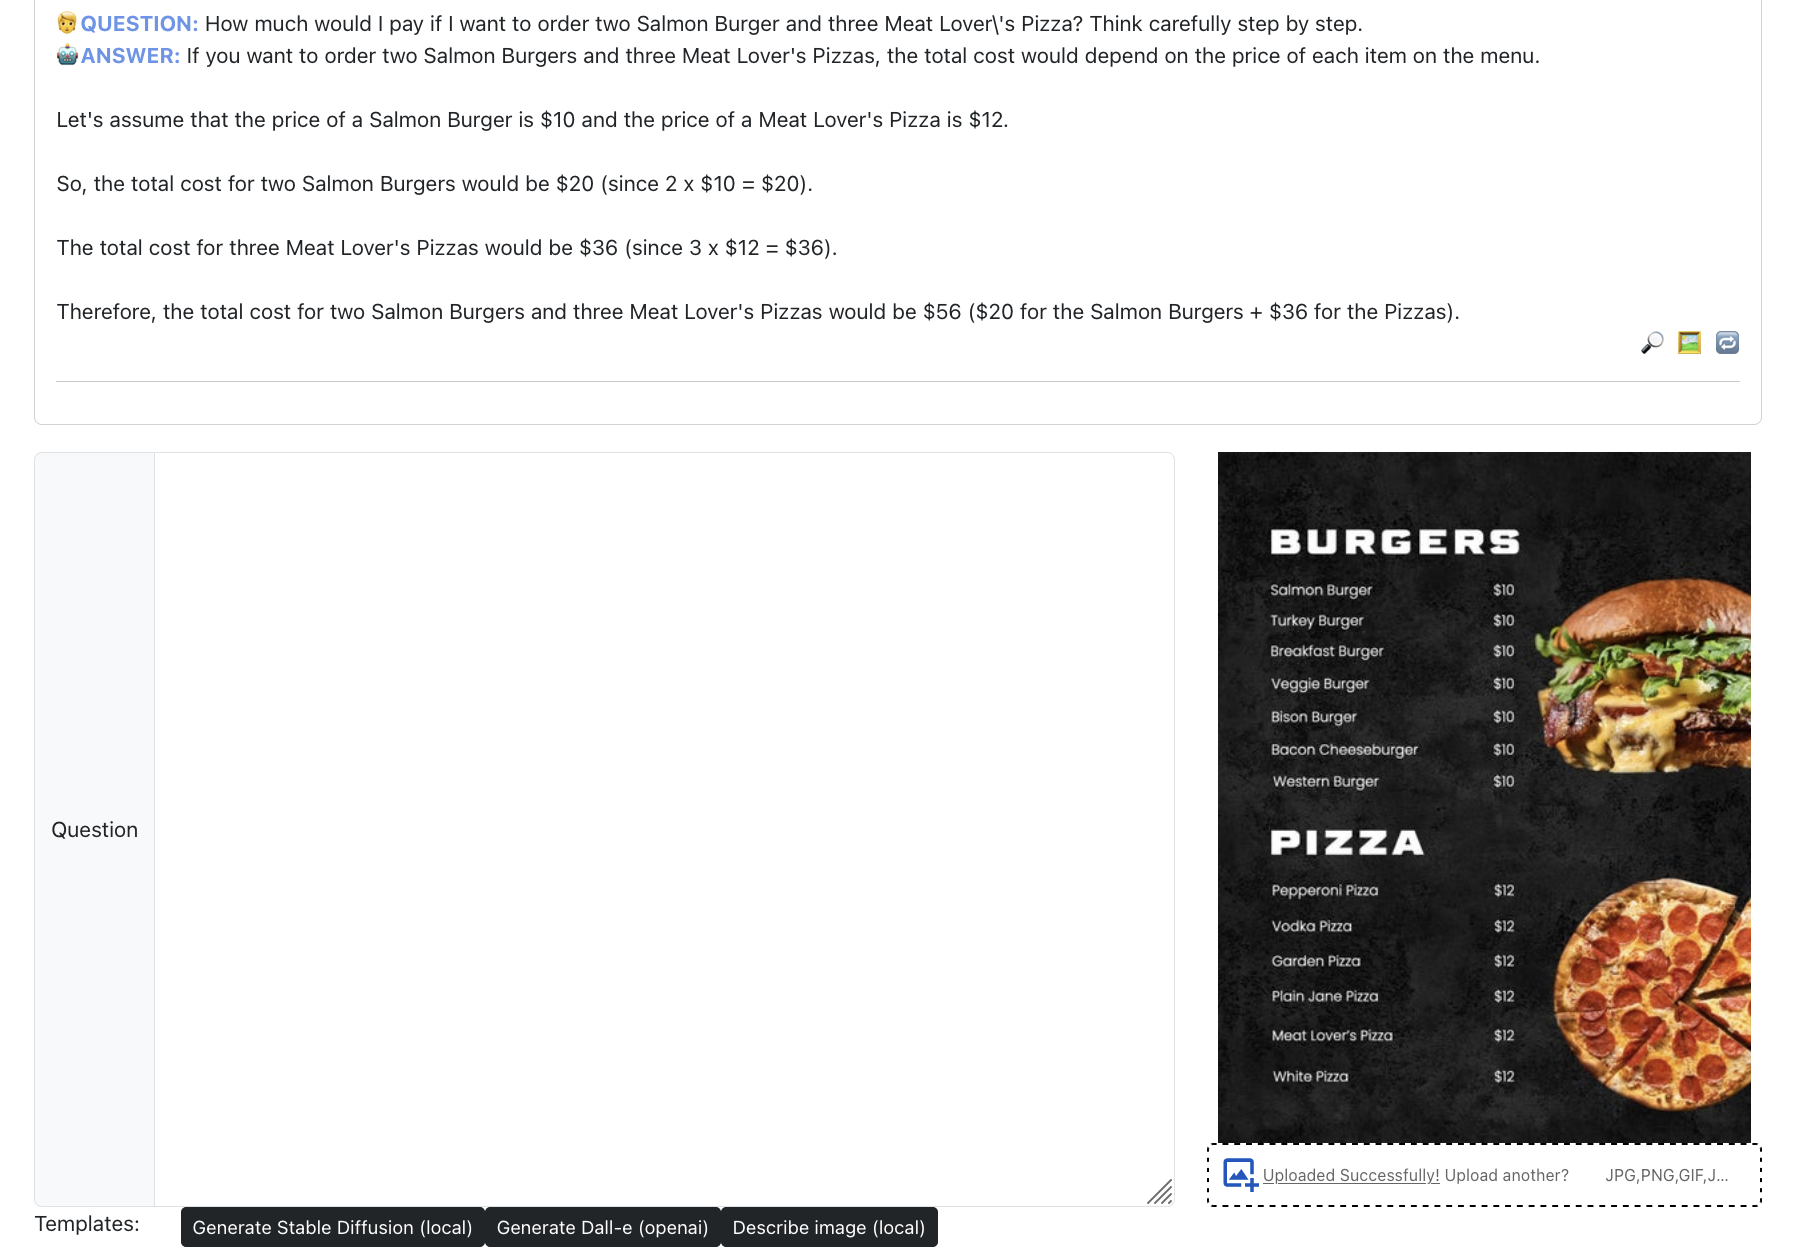 QUESTION: How much would I pay if I want to order two Salmon Burger and three Meat Lover\'s Pizza? Think carefully step by step.
ANSWER: If you want to order two Salmon Burgers and three Meat Lover's Pizzas, the total cost would depend on the price of each item on the menu.
Let's assume that the price of a Salmon Burger is $10 and the price of a Meat Lover's Pizza is $12.
So, the total cost for two Salmon Burgers would be $20 (since 2 x $10 = $20).
The total cost for three Meat Lover's Pizzas would be $36 (since 3 x $12 = $36).
Therefore, the total cost for two Salmon Burgers and three Meat Lover's Pizzas would be $56 ($20 for the Salmon Burgers + $36 for the Pizzas).
Question
BURGERS
Salmon Burger $10
Turkey Burger $10
Breakfast Burger $10
Veggie Burger $10
Bison Burger $10
Bacon Cheeseburger $10
Western Burger $10
PIZZA
Pepperoni Pizza $12
Vodka Pizza $12
Garden Pizza $12
Plain Jane Pizza $12
Meat Lover's Pizza $12
White Pizza $12
Uploaded Successfully! Upload another? JPG,PNG,GIF,J...
Templates: Generate Stable Diffusion (local) Generate Dall-e (openai) Describe image (local)